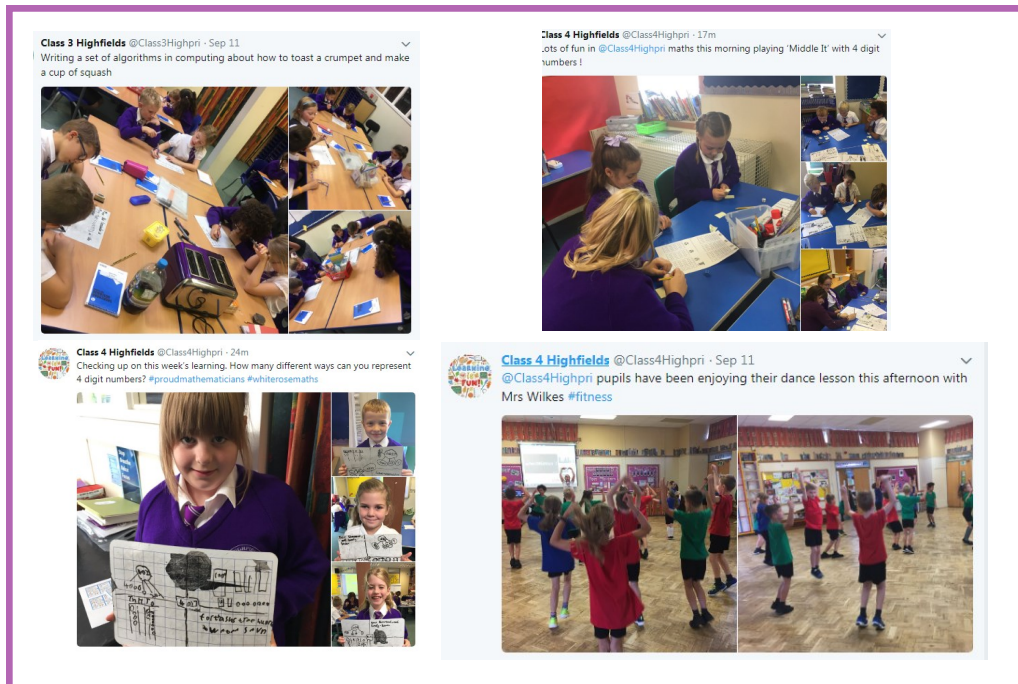 Class 3 Highfields @Class3Highpri · Sep 11
Writing a set of algorithms in computing about how to toast a crumpet and make
a cup of squash
Class 4 Highfields @Class4Highpri · 17m
Lots of fun in @Class4Highpri maths this morning playing 'Middle It' with 4 digit
numbers !
Class 4 Highfields @Class4Highpri · 24m
Checking up on this week's learning. How many different ways can you represent
4 digit numbers? #proudmathematicians #whiterosemaths
LEARNING
FUN!
Class 4 Highfields @Class4Highpri · Sep 11
@Class4Highpri pupils have been enjoying their dance lesson this afternoon with
Mrs Wilkes #fitness
LEARNING
FUN!